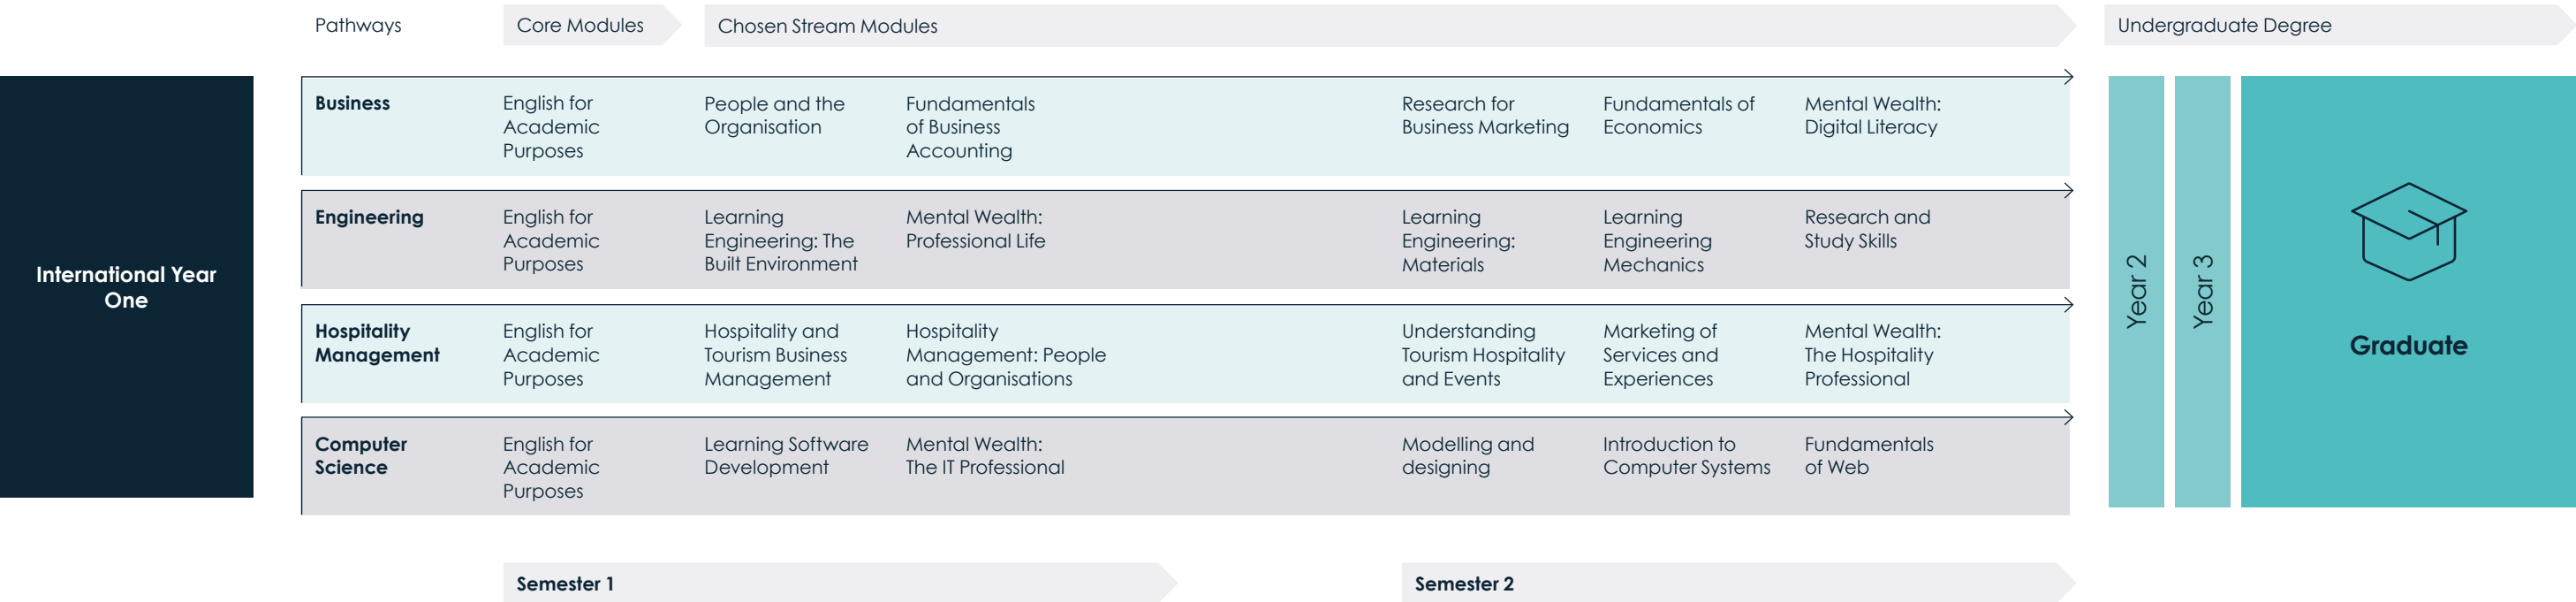 Pathways
Core Modules
Chosen Stream Modules
Undergraduate Degree
International Year
One
Business
English for
Academic
Purposes
People and the
Organisation
Fundamentals
of Business
Accounting
Research for
Business Marketing
Fundamentals of
Economics
Mental Wealth:
Digital Literacy
Engineering
English for
Academic
Purposes
Learning
Engineering: The
Built Environment
Mental Wealth:
Professional Life
Learning
Engineering:
Materials
Learning
Engineering
Mechanics
Research and
Study Skills
Hospitality
Management
English for
Academic
Purposes
Hospitality and
Tourism Business
Management
Hospitality
Management: People
and Organisations
Understanding
Tourism Hospitality
and Events
Marketing of
Services and
Experiences
Mental Wealth:
The Hospitality
Professional
Computer
Science
English for
Academic
Purposes
Learning Software
Development
Mental Wealth:
The IT Professional
Modelling and
designing
Introduction to
Computer Systems
Fundamentals
of Web
Year 2
Year 3
Graduate
Semester 1
Semester 2